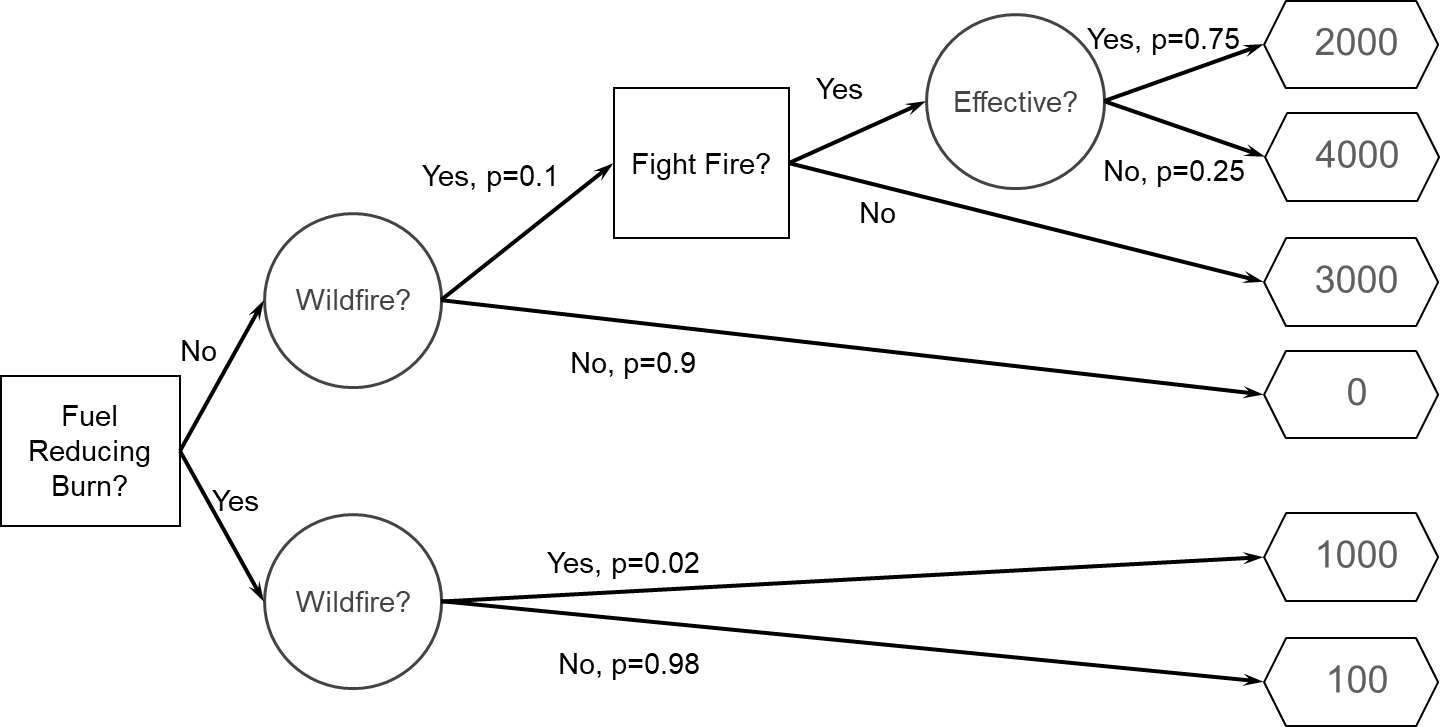 Yes, p=0.75
2000
Effective?
Yes
4000
No, p=0.25
Fight Fire?
Yes, p=0.1
No
3000
Wildfire?
No
No, p=0.9
0
Fuel
Reducing
Burn?
Yes
Yes, p=0.02
1000
Wildfire?
No, p=0.98
100